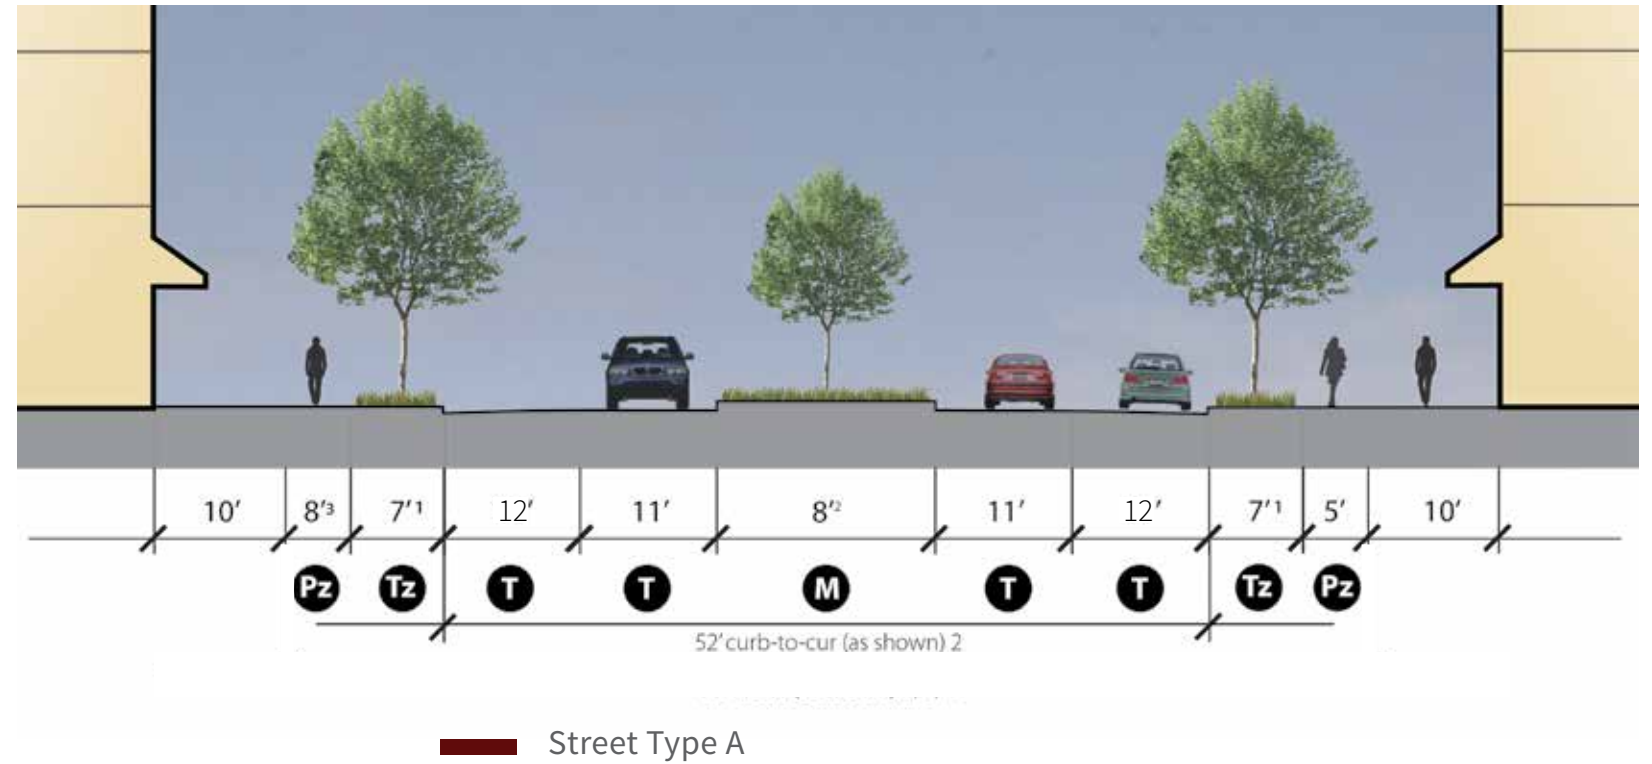 10' 8'³ 7'¹ 12' 11' 8'² 11' 12' 7'¹ 5' 10'
Pz Tz T T M T T Tz Pz
52' curb-to-cur (as shown) 2
Street Type A